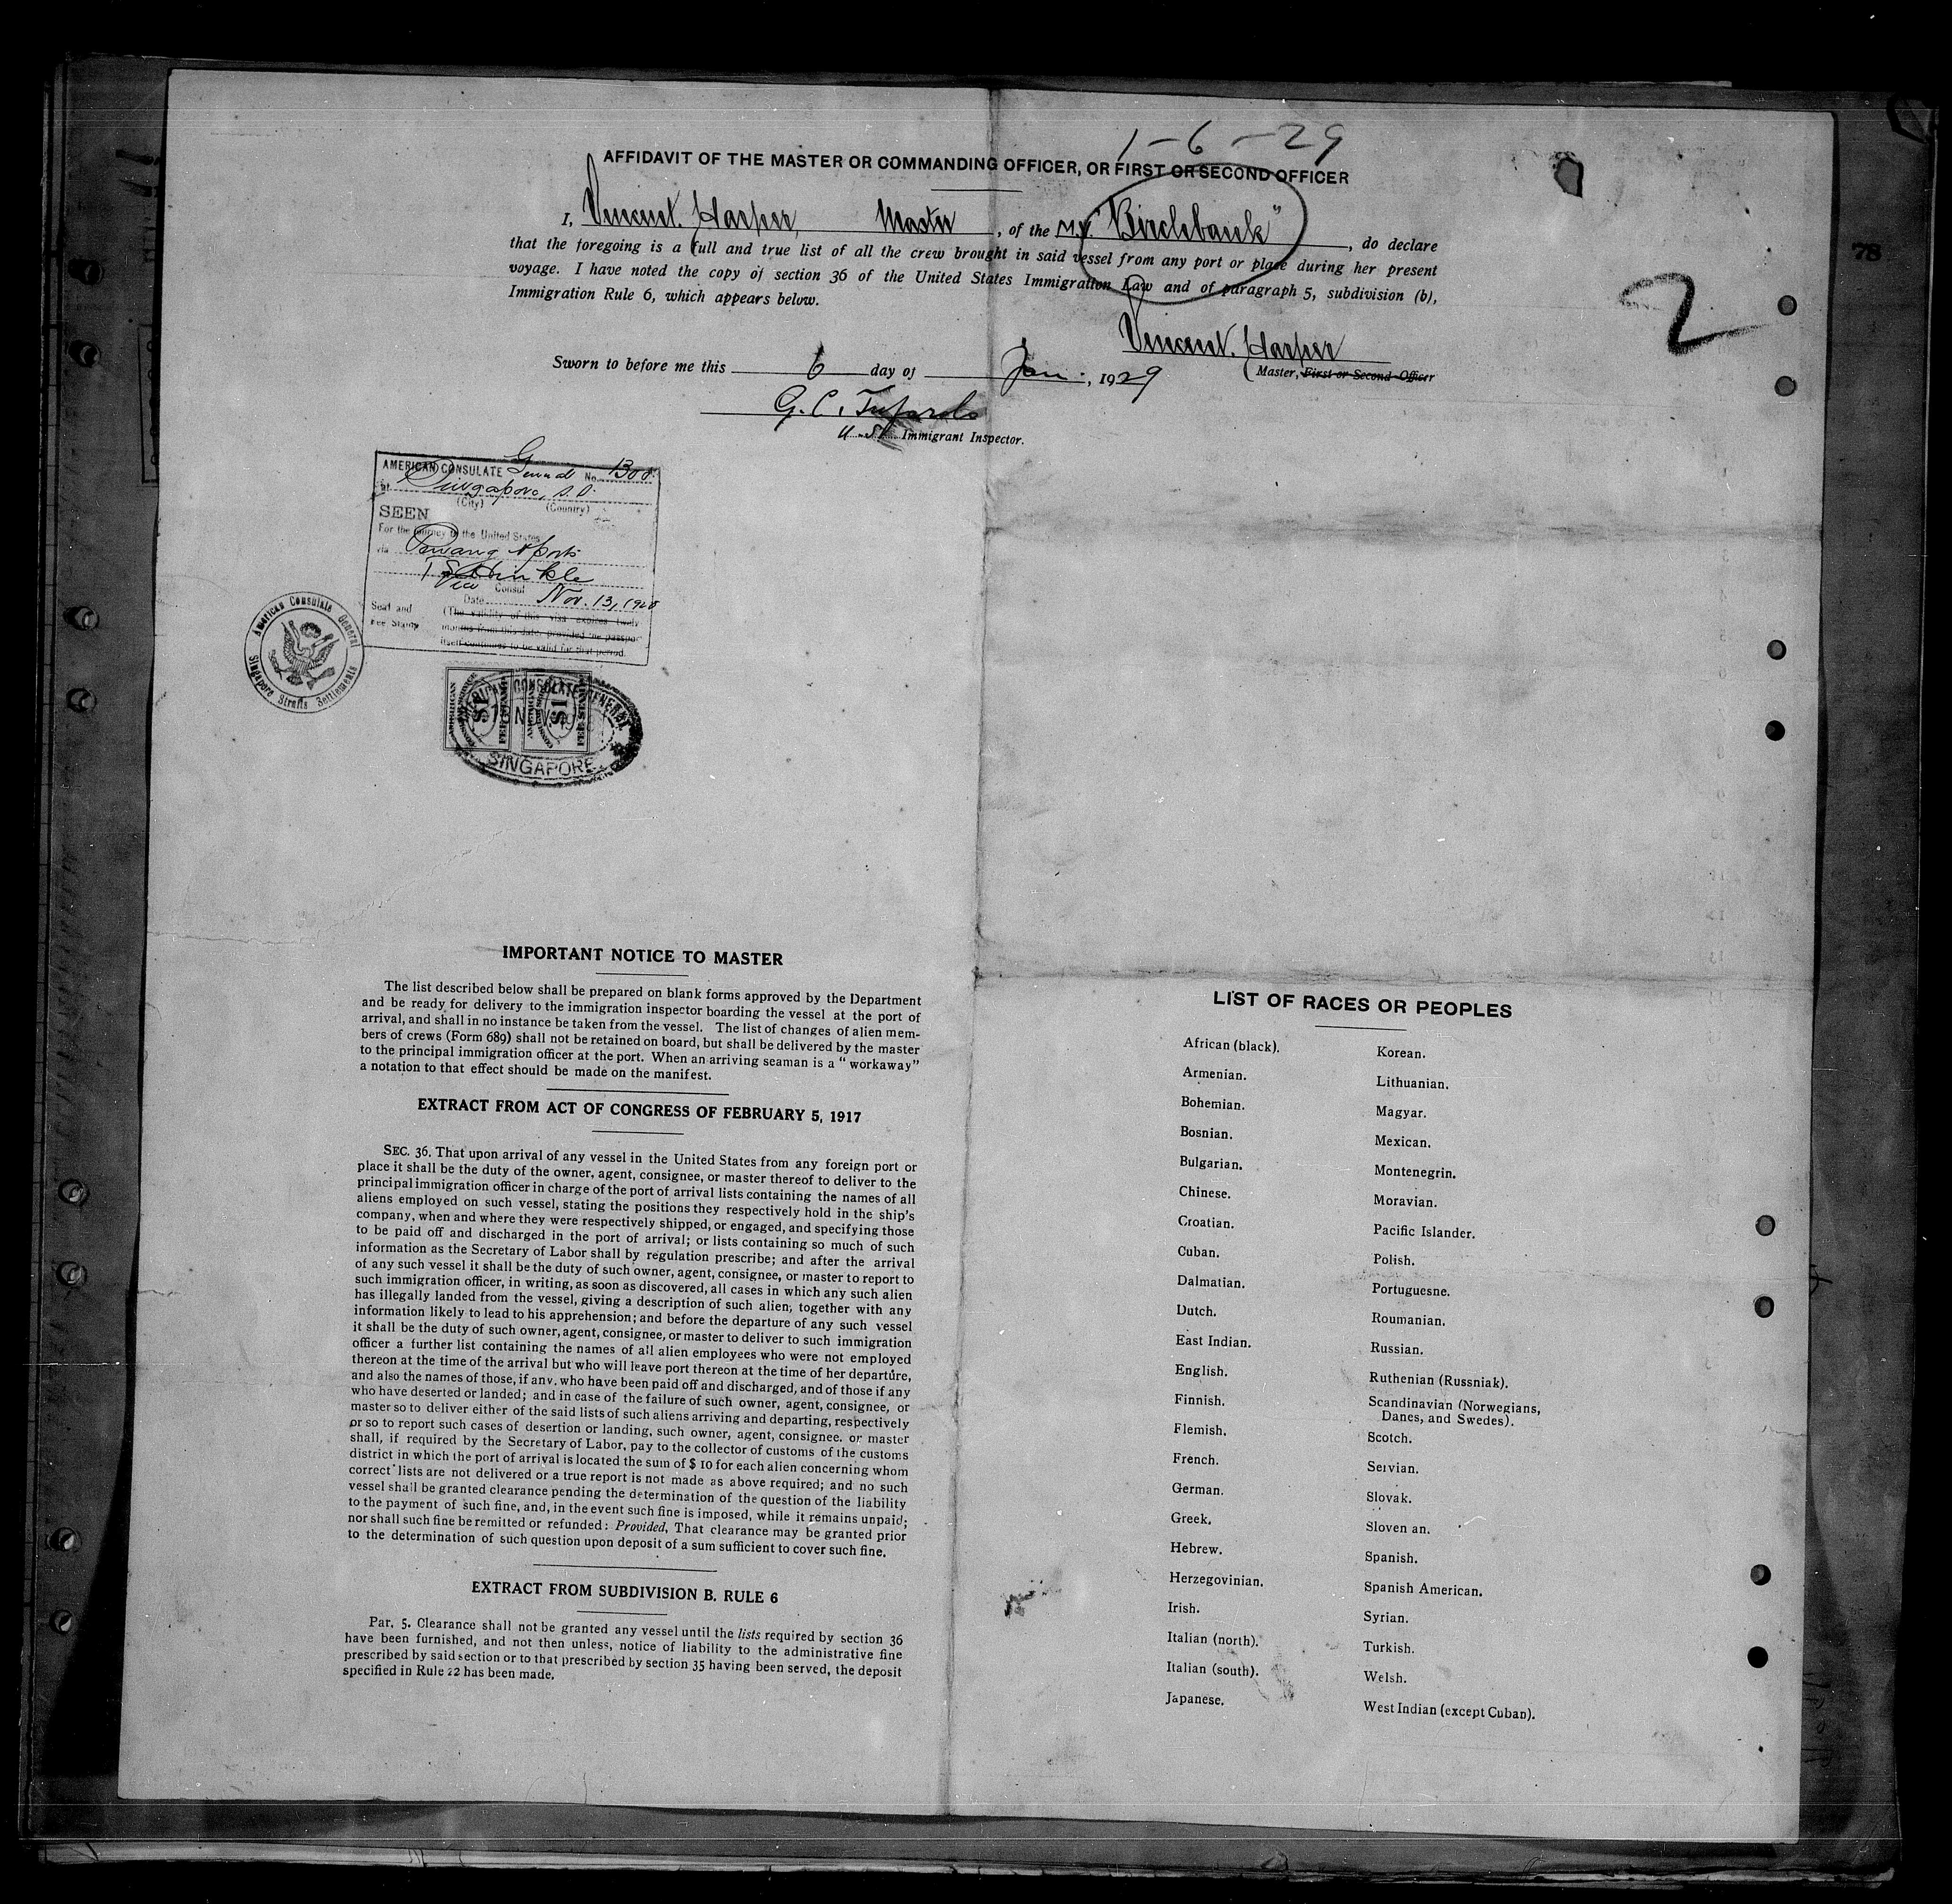 1-6-29
AFFIDAVIT OF THE MASTER OR COMMANDING OFFICER, OR FIRST OR SECOND OFFICER
I, Vincent. Harper, Master, of the M.V. "Birchbank", do declare
that the foregoing is a full and true list of all the crew brought in said vessel from any port or place during her present
voyage. I have noted the copy of section 36 of the United States Immigration Law and of paragraph 5, subdivision (b),
Immigration Rule 6, which appears below.
2
78
Vincent. Harper
Master, First or Second Officer
Sworn to before me this 6 day of Jan., 1929
G. C.
U.S. Immigrant Inspector.
AMERICAN CONSULATE General No. 1308
at Singapore, S.S.
(City) (Country)
SEEN
For the journey to the United States
via Penang & ports
Hinkle
Vice Consul
Date Nov. 13, 1928
Seal and
Fee Stamp
(The validity of this visa expires twelve
months from this date, provided the passport
itself continues to be valid for that period.
American Consulate General
Singapore Straits Settlements
AMERICAN CONSULATE GENERAL
$1
$1
NOV
FEE STAMP
SINGAPORE
IMPORTANT NOTICE TO MASTER
The list described below shall be prepared on blank forms approved by the Department
and be ready for delivery to the immigration inspector boarding the vessel at the port of
arrival, and shall in no instance be taken from the vessel. The list of changes of alien mem-
bers of crews (Form 689) shall not be retained on board, but shall be delivered by the master
to the principal immigration officer at the port. When an arriving seaman is a "workaway"
a notation to that effect should be made on the manifest.
EXTRACT FROM ACT OF CONGRESS OF FEBRUARY 5, 1917
SEC. 36. That upon arrival of any vessel in the United States from any foreign port or
place it shall be the duty of the owner, agent, consignee, or master thereof to deliver to the
principal immigration officer in charge of the port of arrival lists containing the names of all
aliens employed on such vessel, stating the positions they respectively hold in the ship's
company, when and where they were respectively shipped, or engaged, and specifying those
to be paid off and discharged in the port of arrival; or lists containing so much of such
information as the Secretary of Labor shall by regulation prescribe; and after the arrival
of any such vessel it shall be the duty of such owner, agent, consignee, or master to report to
such immigration officer, in writing, as soon as discovered, all cases in which any such alien
has illegally landed from the vessel, giving a description of such alien, together with any
information likely to lead to his apprehension; and before the departure of any such vessel
it shall be the duty of such owner, agent, consignee, or master to deliver to such immigration
officer a further list containing the names of all alien employees who were not employed
thereon at the time of the arrival but who will leave port thereon at the time of her departure,
and also the names of those, if any. who have been paid off and discharged, and of those if any
who have deserted or landed; and in case of the failure of such owner, agent, consignee, or
master so to deliver either of the said lists of such aliens arriving and departing, respectively
or so to report such cases of desertion or landing, such owner, agent, consignee. or master
shall, if required by the Secretary of Labor, pay to the collector of customs of the customs
district in which the port of arrival is located the sum of $ 10 for each alien concerning whom
correct lists are not delivered or a true report is not made as above required; and no such
vessel shall be granted clearance pending the determination of the question of the liability
to the payment of such fine, and, in the event such fine is imposed, while it remains unpaid;
nor shall such fine be remitted or refunded: Provided, That clearance may be granted prior
to the determination of such question upon deposit of a sum sufficient to cover such fine.
EXTRACT FROM SUBDIVISION B. RULE 6
Par. 5. Clearance shall not be granted any vessel until the lists required by section 36
have been furnished, and not then unless, notice of liability to the administrative fine
prescribed by said section or to that prescribed by section 35 having been served, the deposit
specified in Rule 22 has been made.
LIST OF RACES OR PEOPLES
African (black).
Armenian.
Bohemian.
Bosnian.
Bulgarian.
Chinese.
Croatian.
Cuban.
Dalmatian.
Dutch.
East Indian.
English.
Finnish.
Flemish.
French.
German.
Greek.
Hebrew.
Herzegovinian.
Irish.
Italian (north).
Italian (south).
Japanese.
Korean.
Lithuanian.
Magyar.
Mexican.
Montenegrin.
Moravian.
Pacific Islander.
Polish.
Portuguesne.
Roumanian.
Russian.
Ruthenian (Russniak).
Scandinavian (Norwegians,
Danes, and Swedes).
Scotch.
Servian.
Slovak.
Sloven an.
Spanish.
Spanish American.
Syrian.
Turkish.
Welsh.
West Indian (except Cuban).